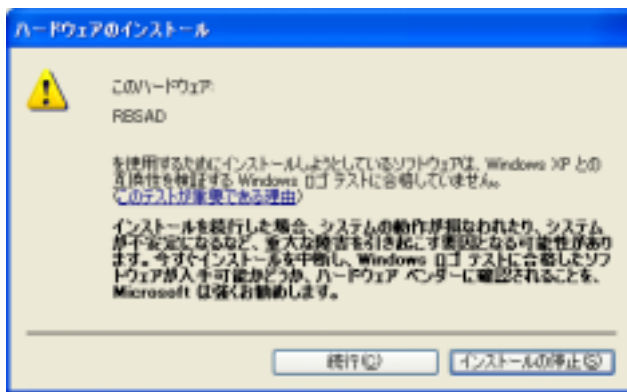 ハードウェアのインストール
このハードウェア:
RBSAD
を使用するためにインストールしようとしているソフトウェアは、Windows XP との
互換性を検証する Windows ロゴ テストに合格していません。
(このテストが重要である理由)
インストールを続行した場合、システムの動作が損なわれたり、システム
が不安定になるなど、重大な障害を引き起こす要因となる可能性があり
ます。今すぐインストールを中断し、Windows ロゴ テストに合格したソフ
トウェアが入手可能かどうか、ハードウェア ベンダーに確認されることを、
Microsoft は強くお勧めします。
続行(C) インストールの停止(S)